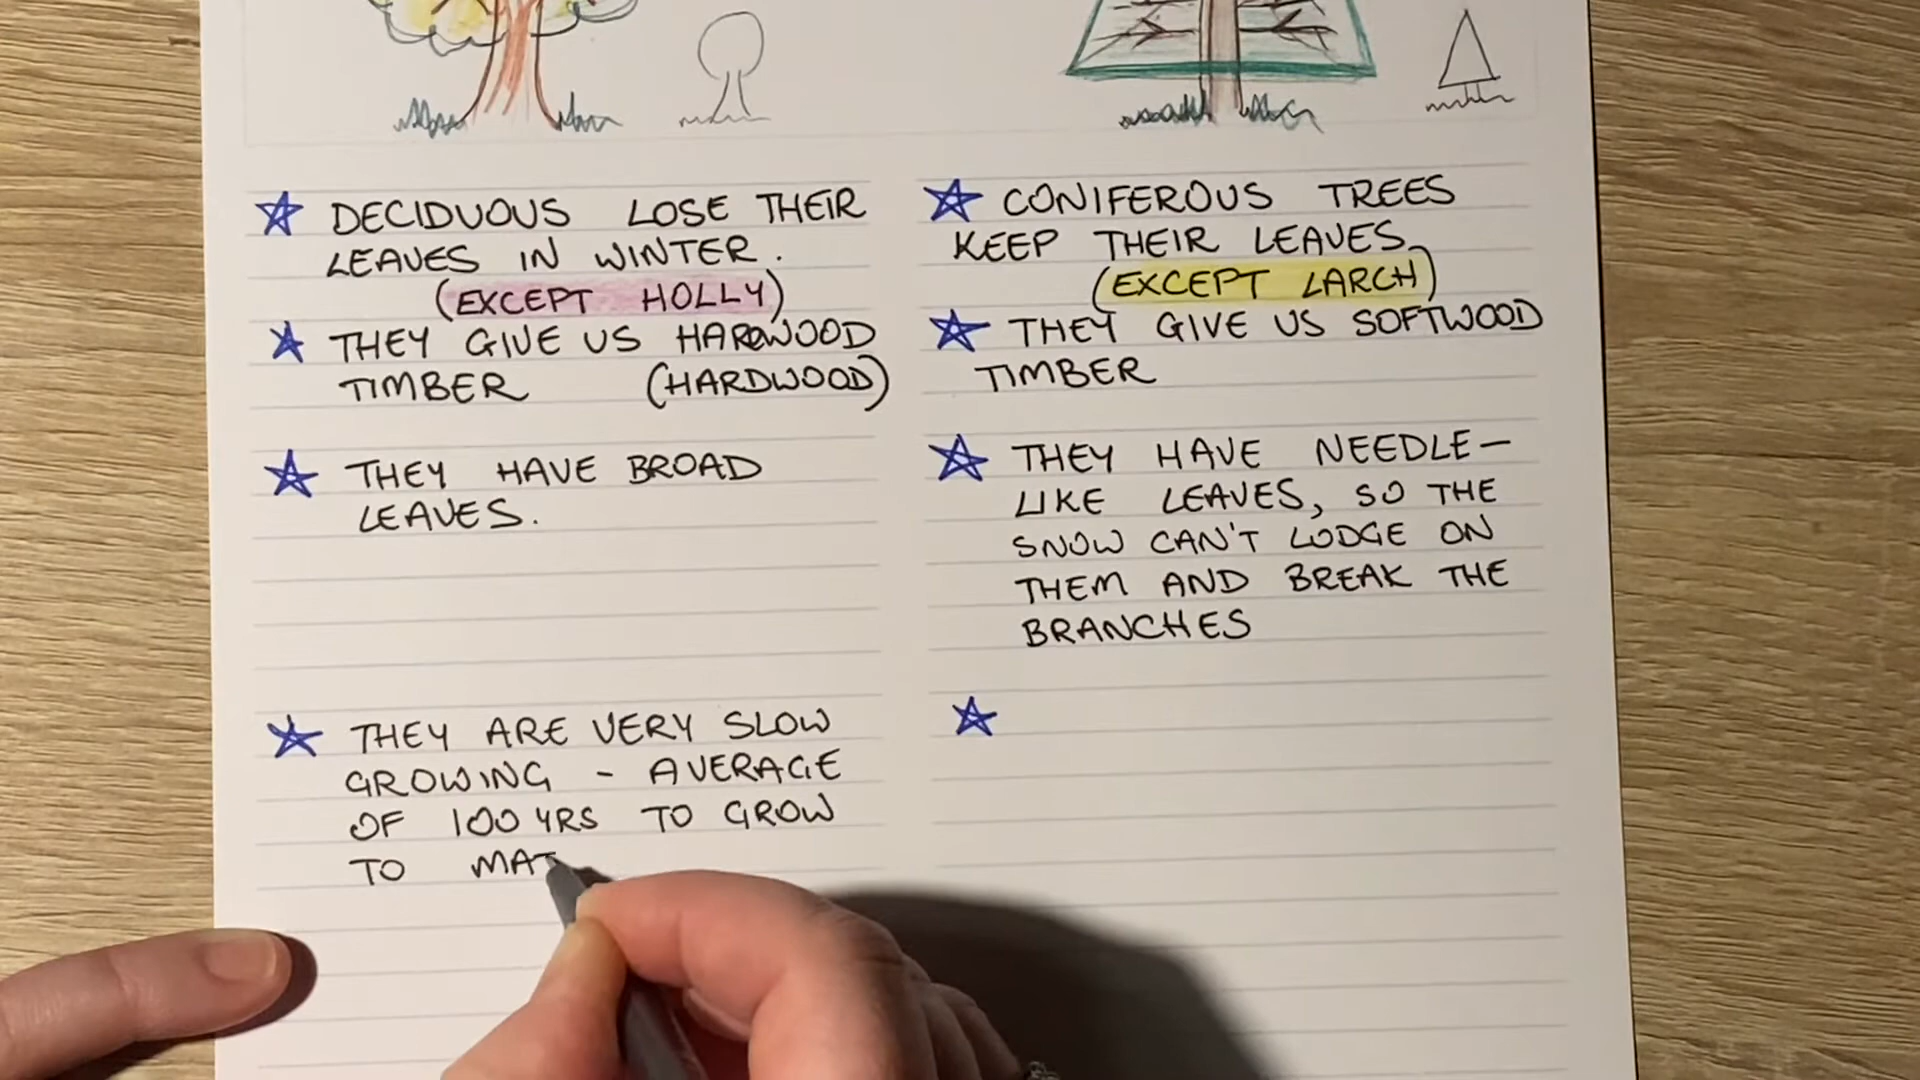 DECIDUOUS LOSE THEIR
LEAVES IN WINTER.
(EXCEPT HOLLY)
THEY GIVE US HARDWOOD
TIMBER (HARDWOOD)
THEY HAVE BROAD
LEAVES.
THEY ARE VERY SLOW
GROWING - AVERAGE
OF 100 YRS TO GROW
TO MAT
CONIFEROUS TREES
KEEP THEIR LEAVES
(EXCEPT LARCH)
THEY GIVE US SOFTWOOD
TIMBER
THEY HAVE NEEDLE-
LIKE LEAVES, SO THE
SNOW CAN'T LODGE ON
THEM AND BREAK THE
BRANCHES